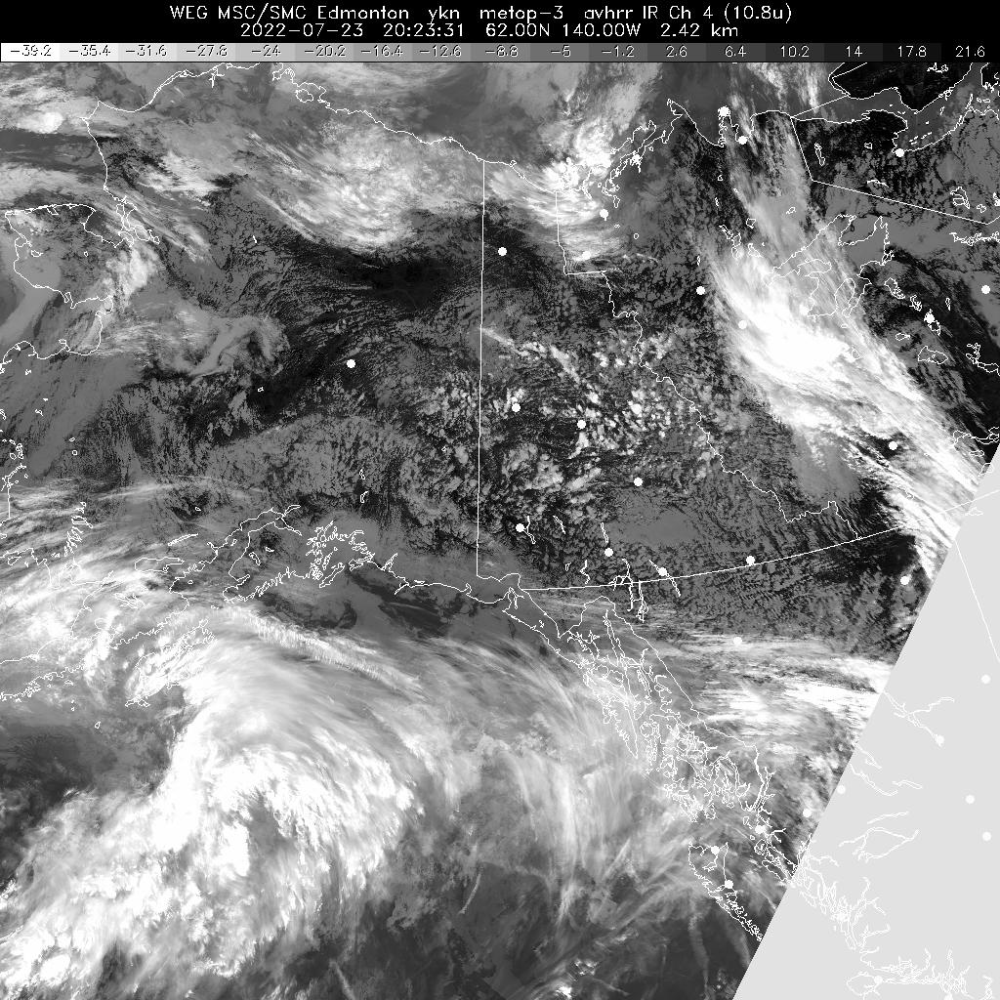 WEG MSC/SMC Edmonton ykn metop-3 avhrr IR Ch 4 (10.8u)
2022-07-23 20:23:31 62.00N 140.00W 2.42 km
-39.2 -35.4 -31.6 -27.8 -24 -20.2 -16.4 -12.6 -8.8 -5 -1.2 2.6 6.4 10.2 14 17.8 21.6